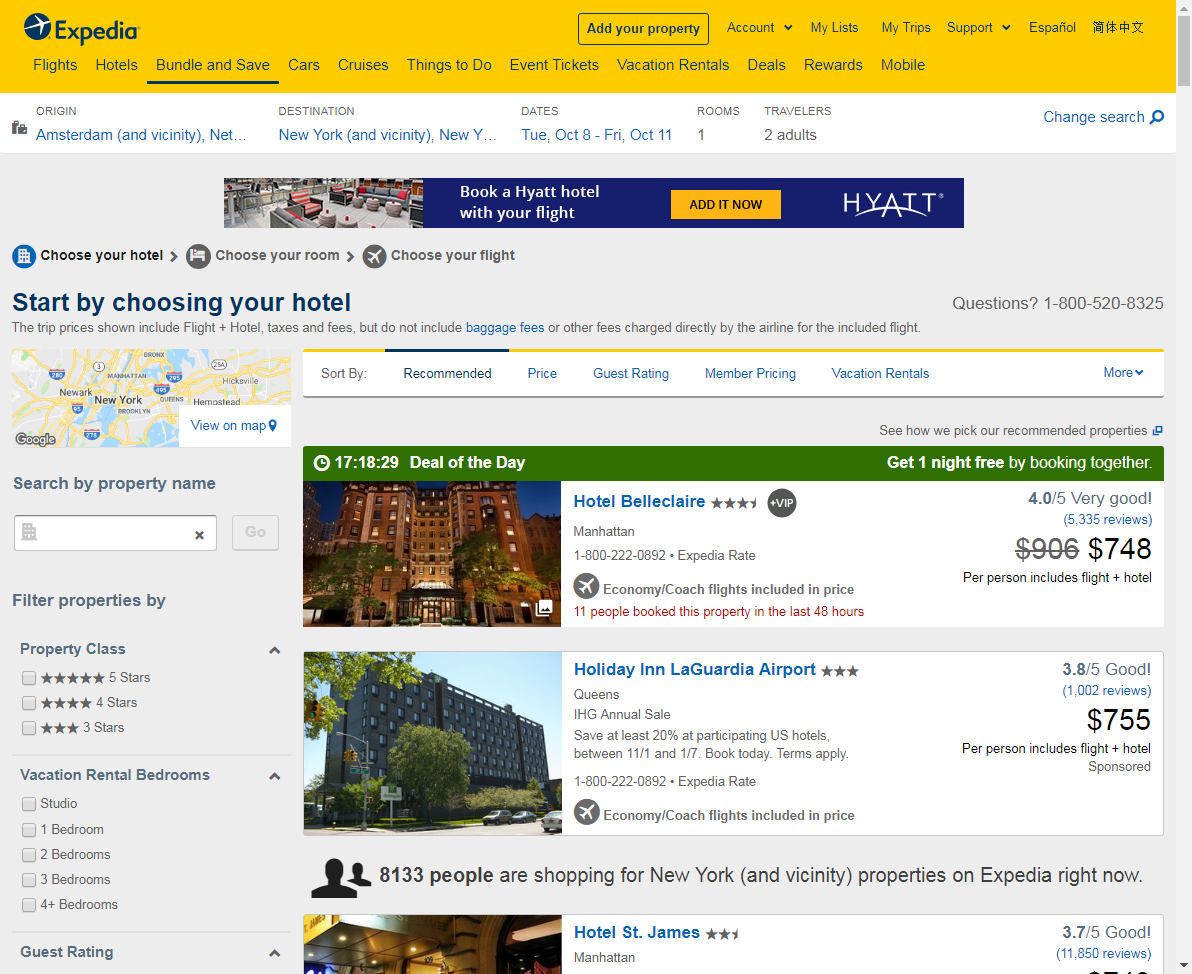 Expedia
Add your property
Account
My Lists
My Trips
Support
Español
简体中文
Flights
Hotels
Bundle and Save
Cars
Cruises
Things to Do
Event Tickets
Vacation Rentals
Deals
Rewards
Mobile
ORIGIN
Amsterdam (and vicinity), Net...
DESTINATION
New York (and vicinity), New Y...
DATES
Tue, Oct 8 - Fri, Oct 11
ROOMS
1
TRAVELERS
2 adults
Change search
Book a Hyatt hotel
with your flight
ADD IT NOW
HYATT®
Choose your hotel
Choose your room
Choose your flight
Start by choosing your hotel
Questions? 1-800-520-8325
The trip prices shown include Flight + Hotel, taxes and fees, but do not include baggage fees or other fees charged directly by the airline for the included flight.
BRONX
3
25A
280
MANHATTAN
295
495
Hicksville
Newark
New York
QUEENS
95
BROOKLYN
Hempstead
278
Google
View on map
Search by property name
Go
Filter properties by
Property Class
5 Stars
4 Stars
3 Stars
Vacation Rental Bedrooms
Studio
1 Bedroom
2 Bedrooms
3 Bedrooms
4+ Bedrooms
Guest Rating
Sort By:
Recommended
Price
Guest Rating
Member Pricing
Vacation Rentals
More
See how we pick our recommended properties
17:18:29 Deal of the Day
Get 1 night free by booking together.
Hotel Belleclaire
+VIP
Manhattan
1-800-222-0892 • Expedia Rate
Economy/Coach flights included in price
11 people booked this property in the last 48 hours
4.0/5 Very good!
(5,335 reviews)
$906 $748
Per person includes flight + hotel
Holiday Inn LaGuardia Airport
Queens
IHG Annual Sale
Save at least 20% at participating US hotels,
between 11/1 and 1/7. Book today. Terms apply.
1-800-222-0892 • Expedia Rate
Economy/Coach flights included in price
3.8/5 Good!
(1,002 reviews)
$755
Per person includes flight + hotel
Sponsored
8133 people are shopping for New York (and vicinity) properties on Expedia right now.
Hotel St. James
Manhattan
3.7/5 Good!
(11,850 reviews)